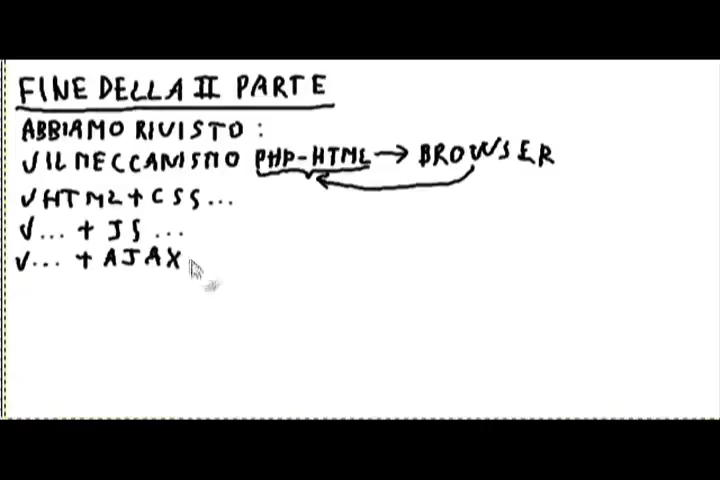 FINE DELLA II PARTE
ABBIAMO RIVISTO :
√ IL MECCANISMO PHP-HTML → BROWSER
√ HTML + CSS ...
√ ... + JS ...
√ ... + AJAX